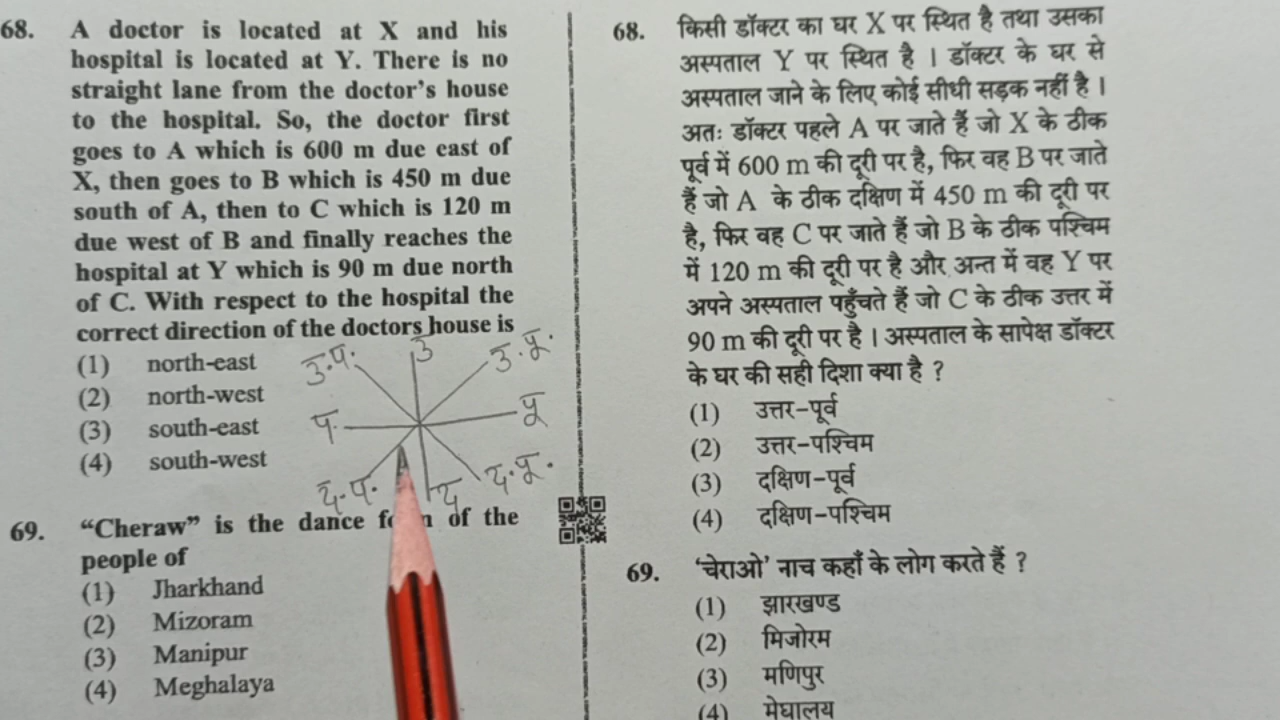 68. A doctor is located at X and his
hospital is located at Y. There is no
straight lane from the doctor's house
to the hospital. So, the doctor first
goes to A which is 600 m due east of
X, then goes to B which is 450 m due
south of A, then to C which is 120 m
due west of B and finally reaches the
hospital at Y which is 90 m due north
of C. With respect to the hospital the
correct direction of the doctors house is
(1) north-east
(2) north-west
(3) south-east
(4) south-west
उ.प.
उ
उ.पू.
प.
पू
द.प.
द
द.पू.
69. “Cheraw” is the dance of the
people of
(1) Jharkhand
(2) Mizoram
(3) Manipur
(4) Meghalaya
68. किसी डॉक्टर का घर X पर स्थित है तथा उसका
अस्पताल Y पर स्थित है । डॉक्टर के घर से
अस्पताल जाने के लिए कोई सीधी सड़क नहीं है ।
अतः डॉक्टर पहले A पर जाते हैं जो X के ठीक
पूर्व में 600 m की दूरी पर है, फिर वह B पर जाते
हैं जो A के ठीक दक्षिण में 450 m की दूरी पर
है, फिर वह C पर जाते हैं जो B के ठीक पश्चिम
में 120 m की दूरी पर है और अन्त में वह Y पर
अपने अस्पताल पहुँचते हैं जो C के ठीक उत्तर में
90 m की दूरी पर है । अस्पताल के सापेक्ष डॉक्टर
के घर की सही दिशा क्या है ?
(1) उत्तर-पूर्व
(2) उत्तर-पश्चिम
(3) दक्षिण-पूर्व
(4) दक्षिण-पश्चिम
69. ‘चेराओ’ नाच कहाँ के लोग करते हैं ?
(1) झारखण्ड
(2) मिजोरम
(3) मणिपुर
(4) मेघालय